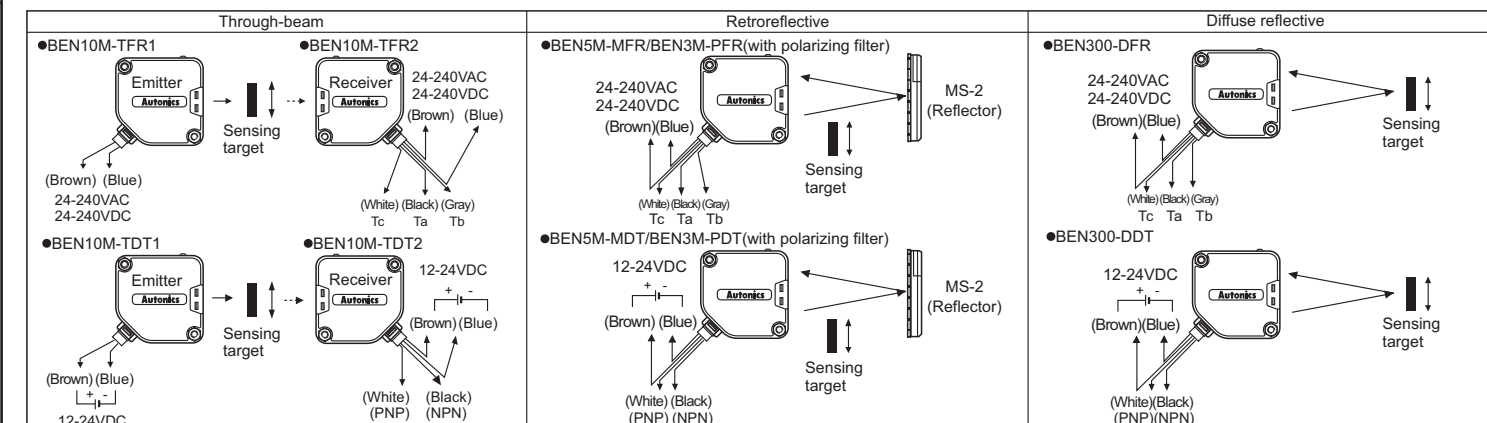 Through-beam
●BEN10M-TFR1
●BEN10M-TFR2
Emitter
Autonics
Receiver
Autonics
24-240VAC
24-240VDC
(Brown) (Blue)
Sensing
target
(Brown) (Blue)
24-240VAC
24-240VDC
(White) (Black) (Gray)
Tc Ta Tb
●BEN10M-TDT1
●BEN10M-TDT2
Emitter
Autonics
Receiver
Autonics
12-24VDC
+ -
(Brown) (Blue)
Sensing
target
(Brown) (Blue)
+ -
12-24VDC
(White) (Black)
(PNP) (NPN)
Retroreflective
●BEN5M-MFR/BEN3M-PFR(with polarizing filter)
24-240VAC
24-240VDC
(Brown)(Blue)
Autonics
MS-2
(Reflector)
Sensing
target
(White) (Black) (Gray)
Tc Ta Tb
●BEN5M-MDT/BEN3M-PDT(with polarizing filter)
12-24VDC
+ -
(Brown) (Blue)
Autonics
MS-2
(Reflector)
Sensing
target
(White) (Black)
(PNP) (NPN)
Diffuse reflective
●BEN300-DFR
24-240VAC
24-240VDC
(Brown)(Blue)
Autonics
Sensing
target
(White) (Black) (Gray)
Tc Ta Tb
●BEN300-DDT
12-24VDC
+ -
(Brown)(Blue)
Autonics
Sensing
target
(White)(Black)
(PNP)(NPN)